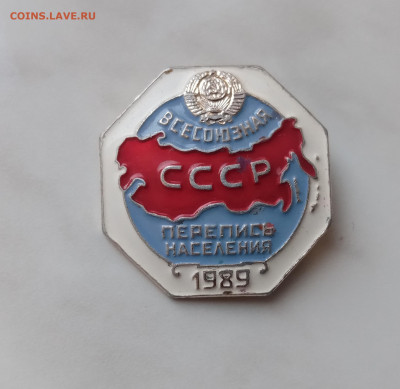 COINS.LAVE.RU
ВСЕСОЮЗНАЯ
СССР
ПЕРЕПИСЬ
НАСЕЛЕНИЯ
1989